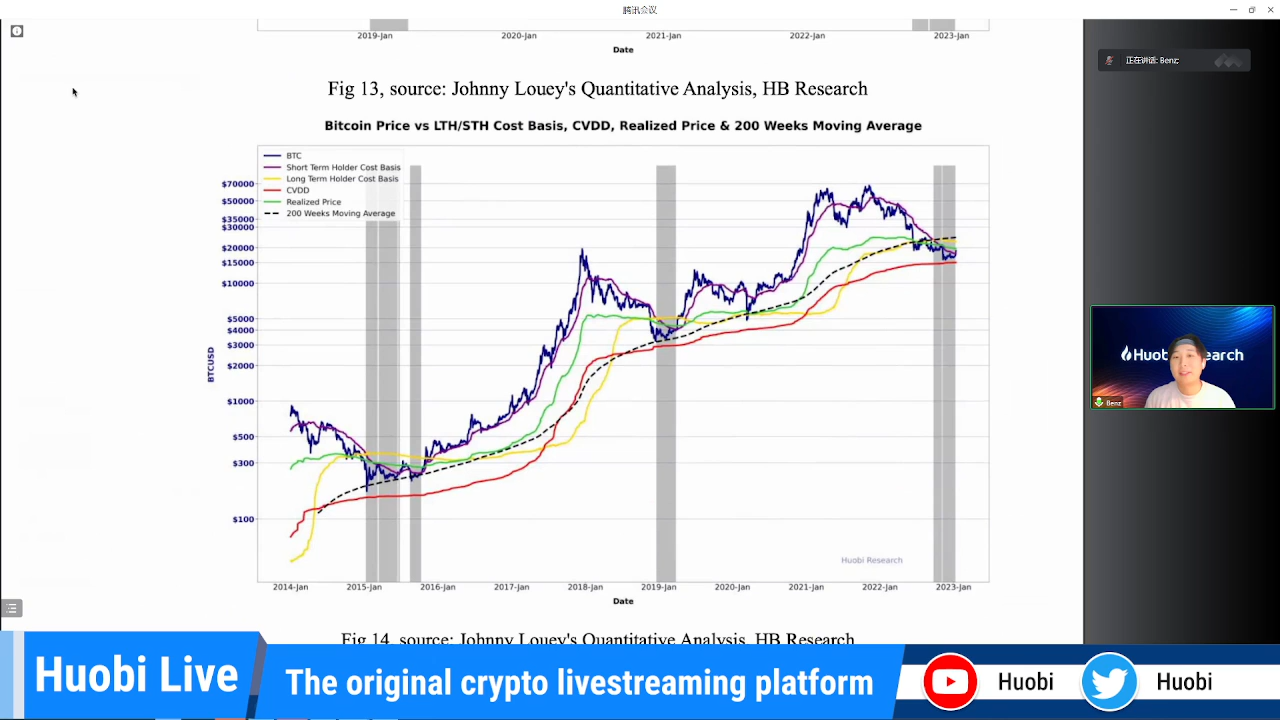 腾讯会议
2019-Jan 2020-Jan 2021-Jan 2022-Jan 2023-Jan
Date
Fig 13, source: Johnny Louey's Quantitative Analysis, HB Research
正在讲话: Benz;
Bitcoin Price vs LTH/STH Cost Basis, CVDD, Realized Price & 200 Weeks Moving Average
BTC
Short Term Holder Cost Basis
Long Term Holder Cost Basis
CVDD
Realized Price
200 Weeks Moving Average
$70000
$50000
$35000
$30000
$20000
$15000
$10000
$5000
$4000
$3000
$2000
$1000
$500
$300
$100
BTCUSD
Huobi Research
2014-Jan 2015-Jan 2016-Jan 2017-Jan 2018-Jan 2019-Jan 2020-Jan 2021-Jan 2022-Jan 2023-Jan
Date
Benz
Fig 14, source: Johnny Louey's Quantitative Analysis, HB Research
Huobi Live
The original crypto livestreaming platform
Huobi
Huobi